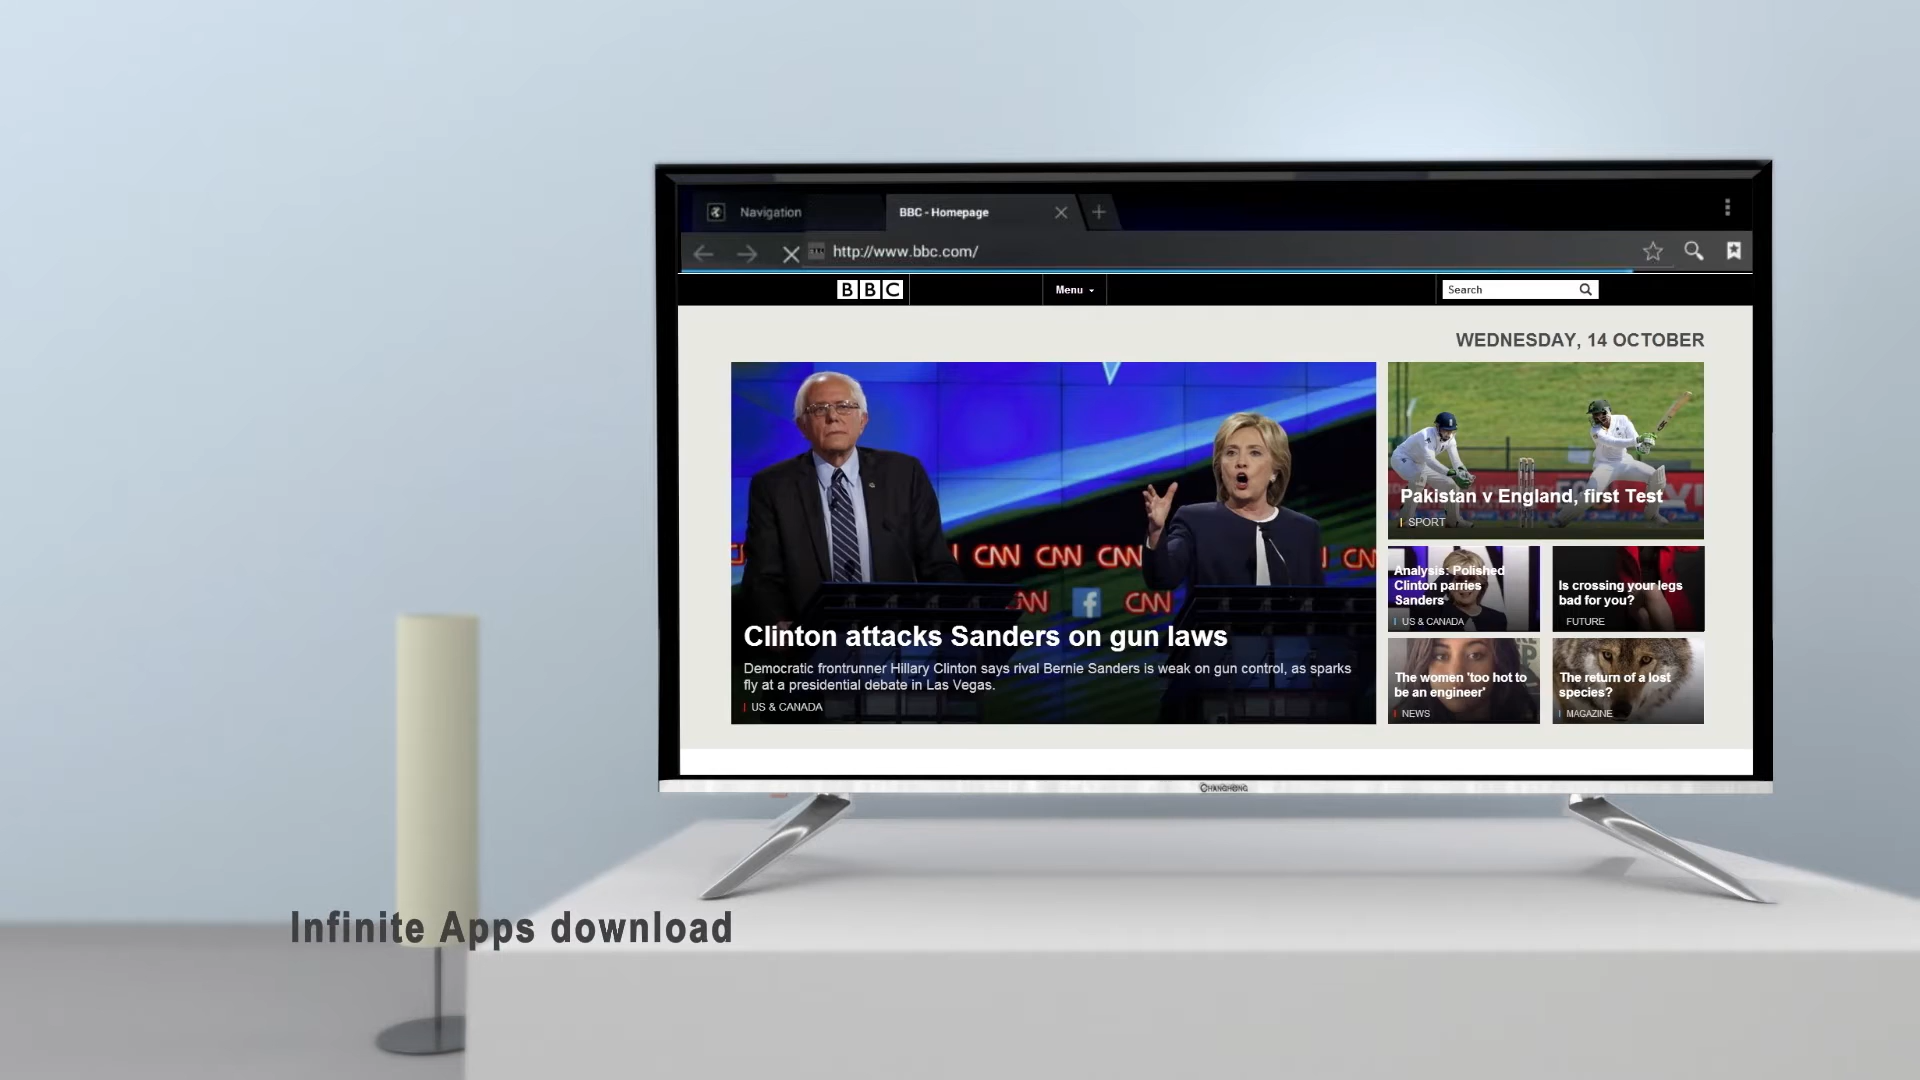 Navigation
BBC - Homepage
http://www.bbc.com/
BBC
Menu
Search
WEDNESDAY, 14 OCTOBER
CNN CNN CNN
CNN
Clinton attacks Sanders on gun laws
Democratic frontrunner Hillary Clinton says rival Bernie Sanders is weak on gun control, as sparks
fly at a presidential debate in Las Vegas.
US & CANADA
Pakistan v England, first Test
SPORT
Analysis: Polished
Clinton parries
Sanders
US & CANADA
Is crossing your legs
bad for you?
FUTURE
The women 'too hot to
be an engineer'
NEWS
The return of a lost
species?
MAGAZINE
CHANGHONG
Infinite Apps download